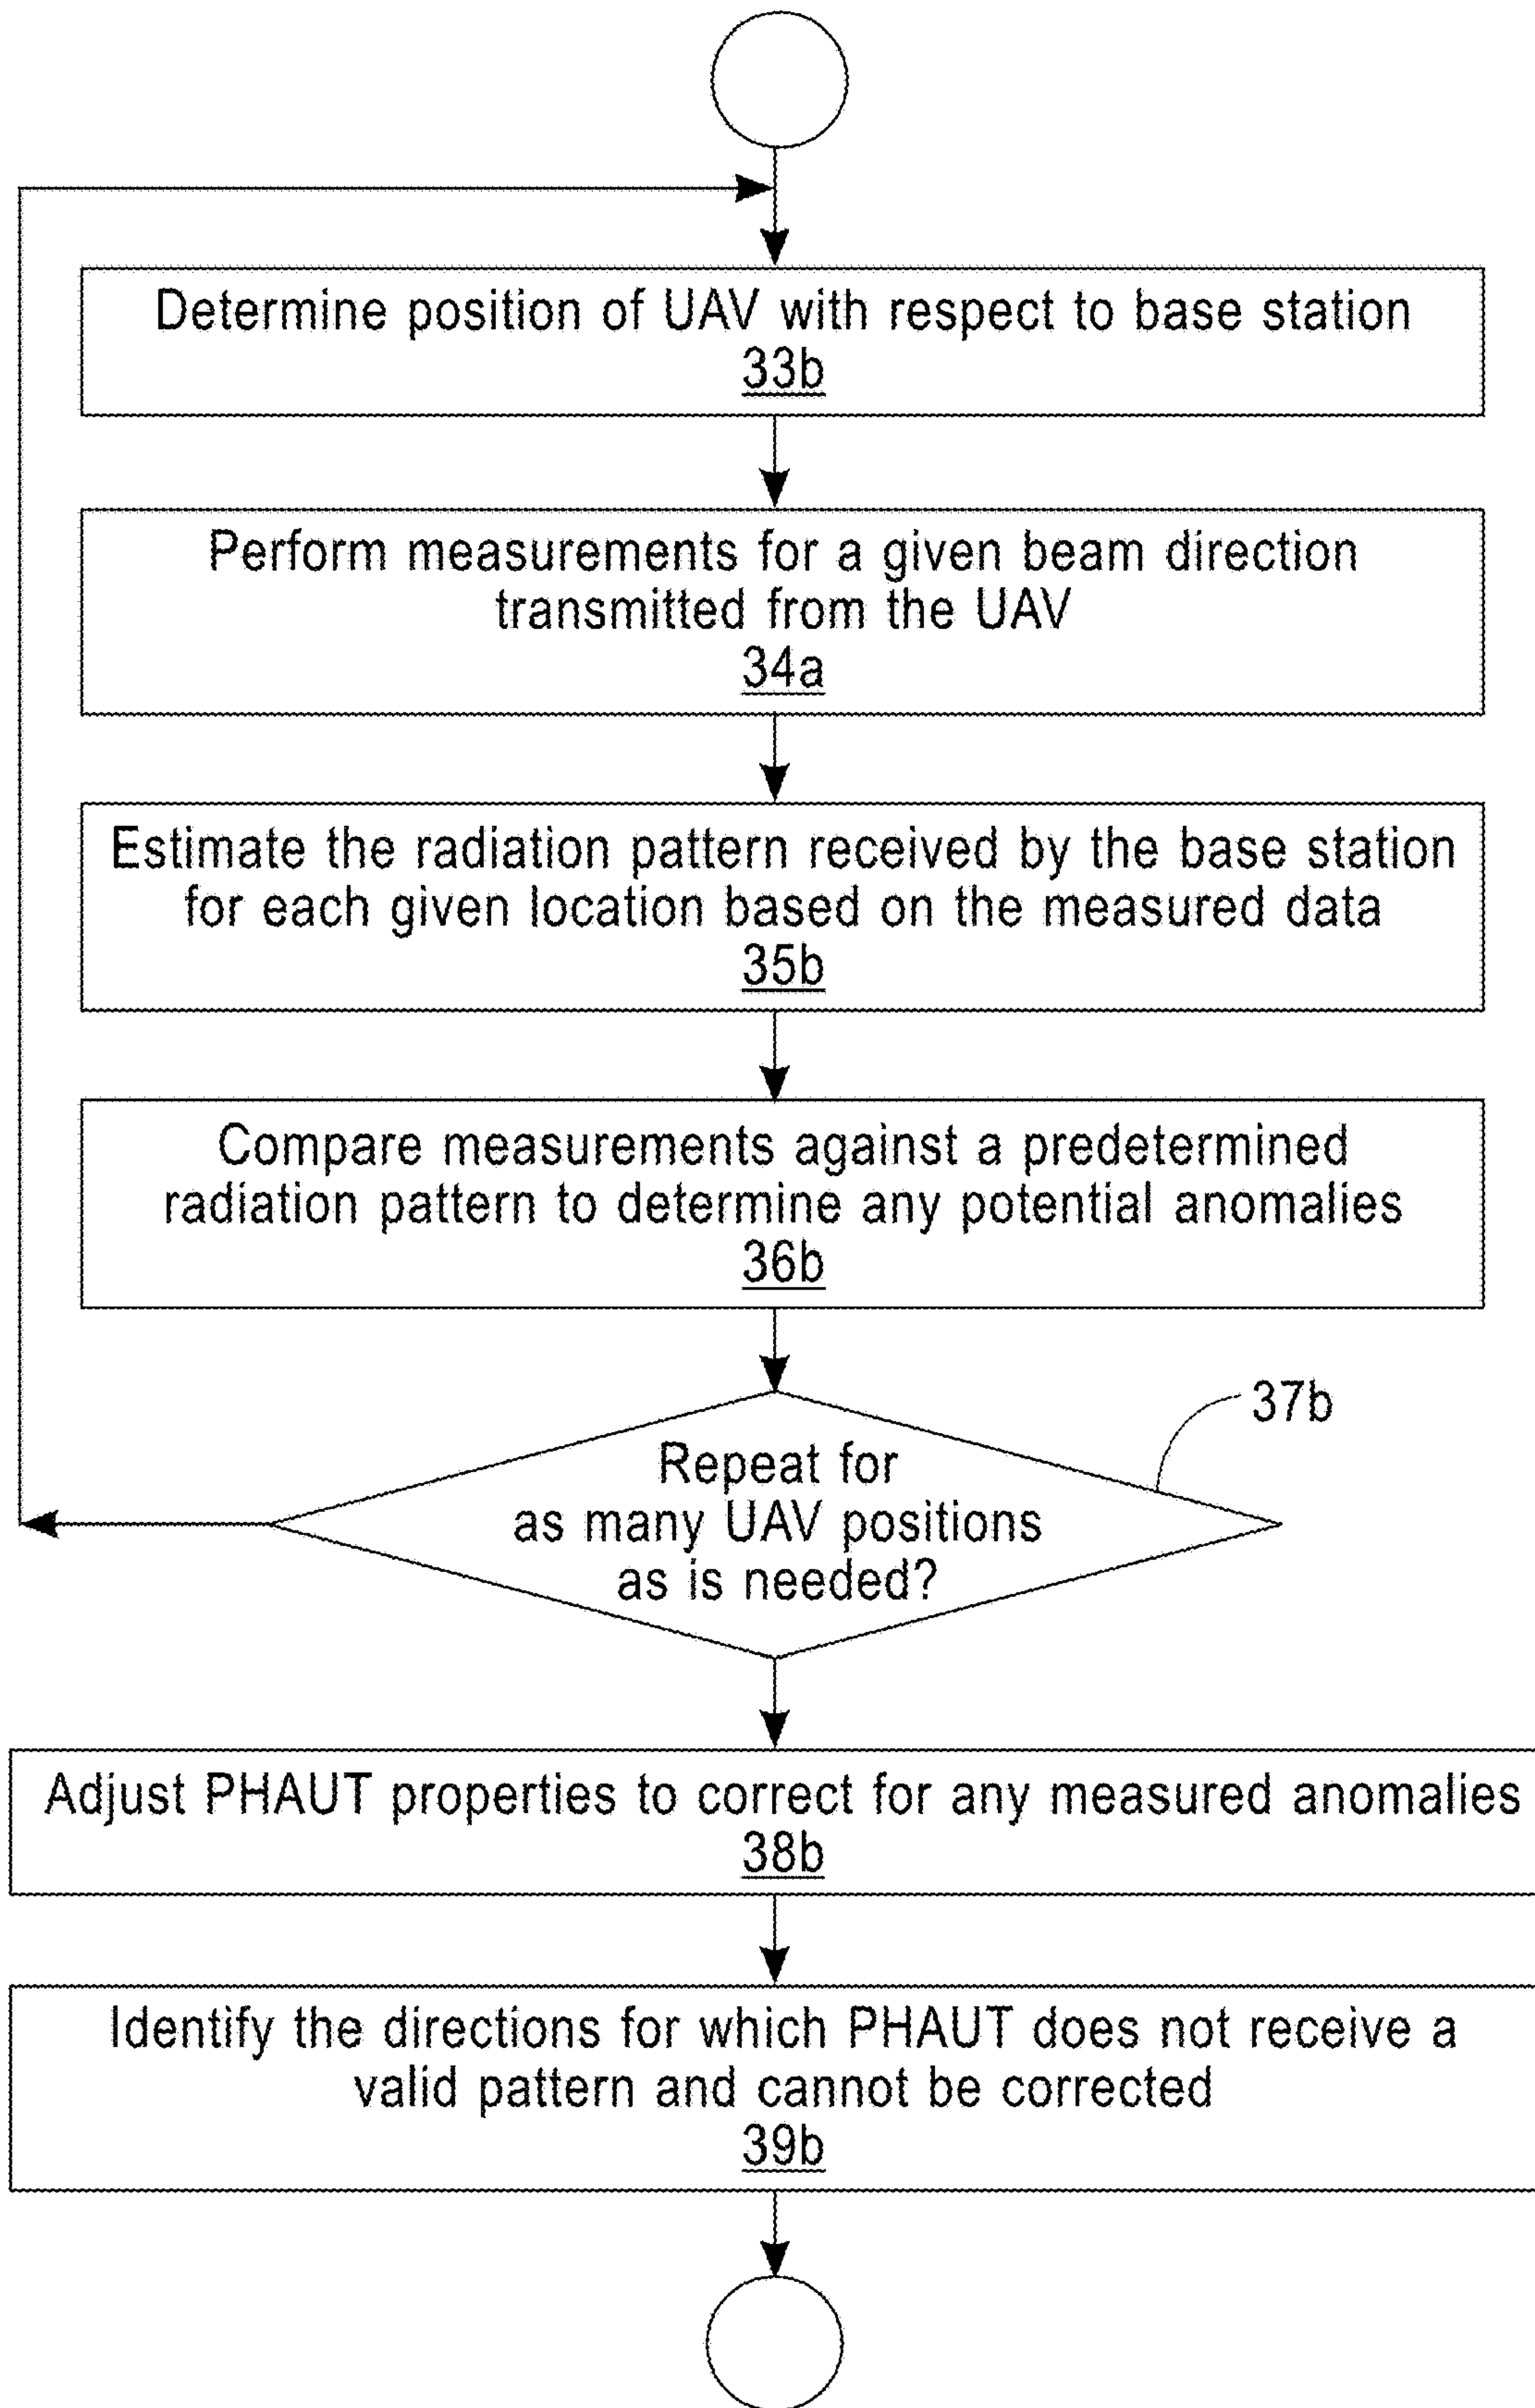 Determine position of UAV with respect to base station
33b
Perform measurements for a given beam direction
transmitted from the UAV
34a
Estimate the radiation pattern received by the base station
for each given location based on the measured data
35b
Compare measurements against a predetermined
radiation pattern to determine any potential anomalies
36b
37b
Repeat for
as many UAV positions
as is needed?
Adjust PHAUT properties to correct for any measured anomalies
38b
Identify the directions for which PHAUT does not receive a
valid pattern and cannot be corrected
39b